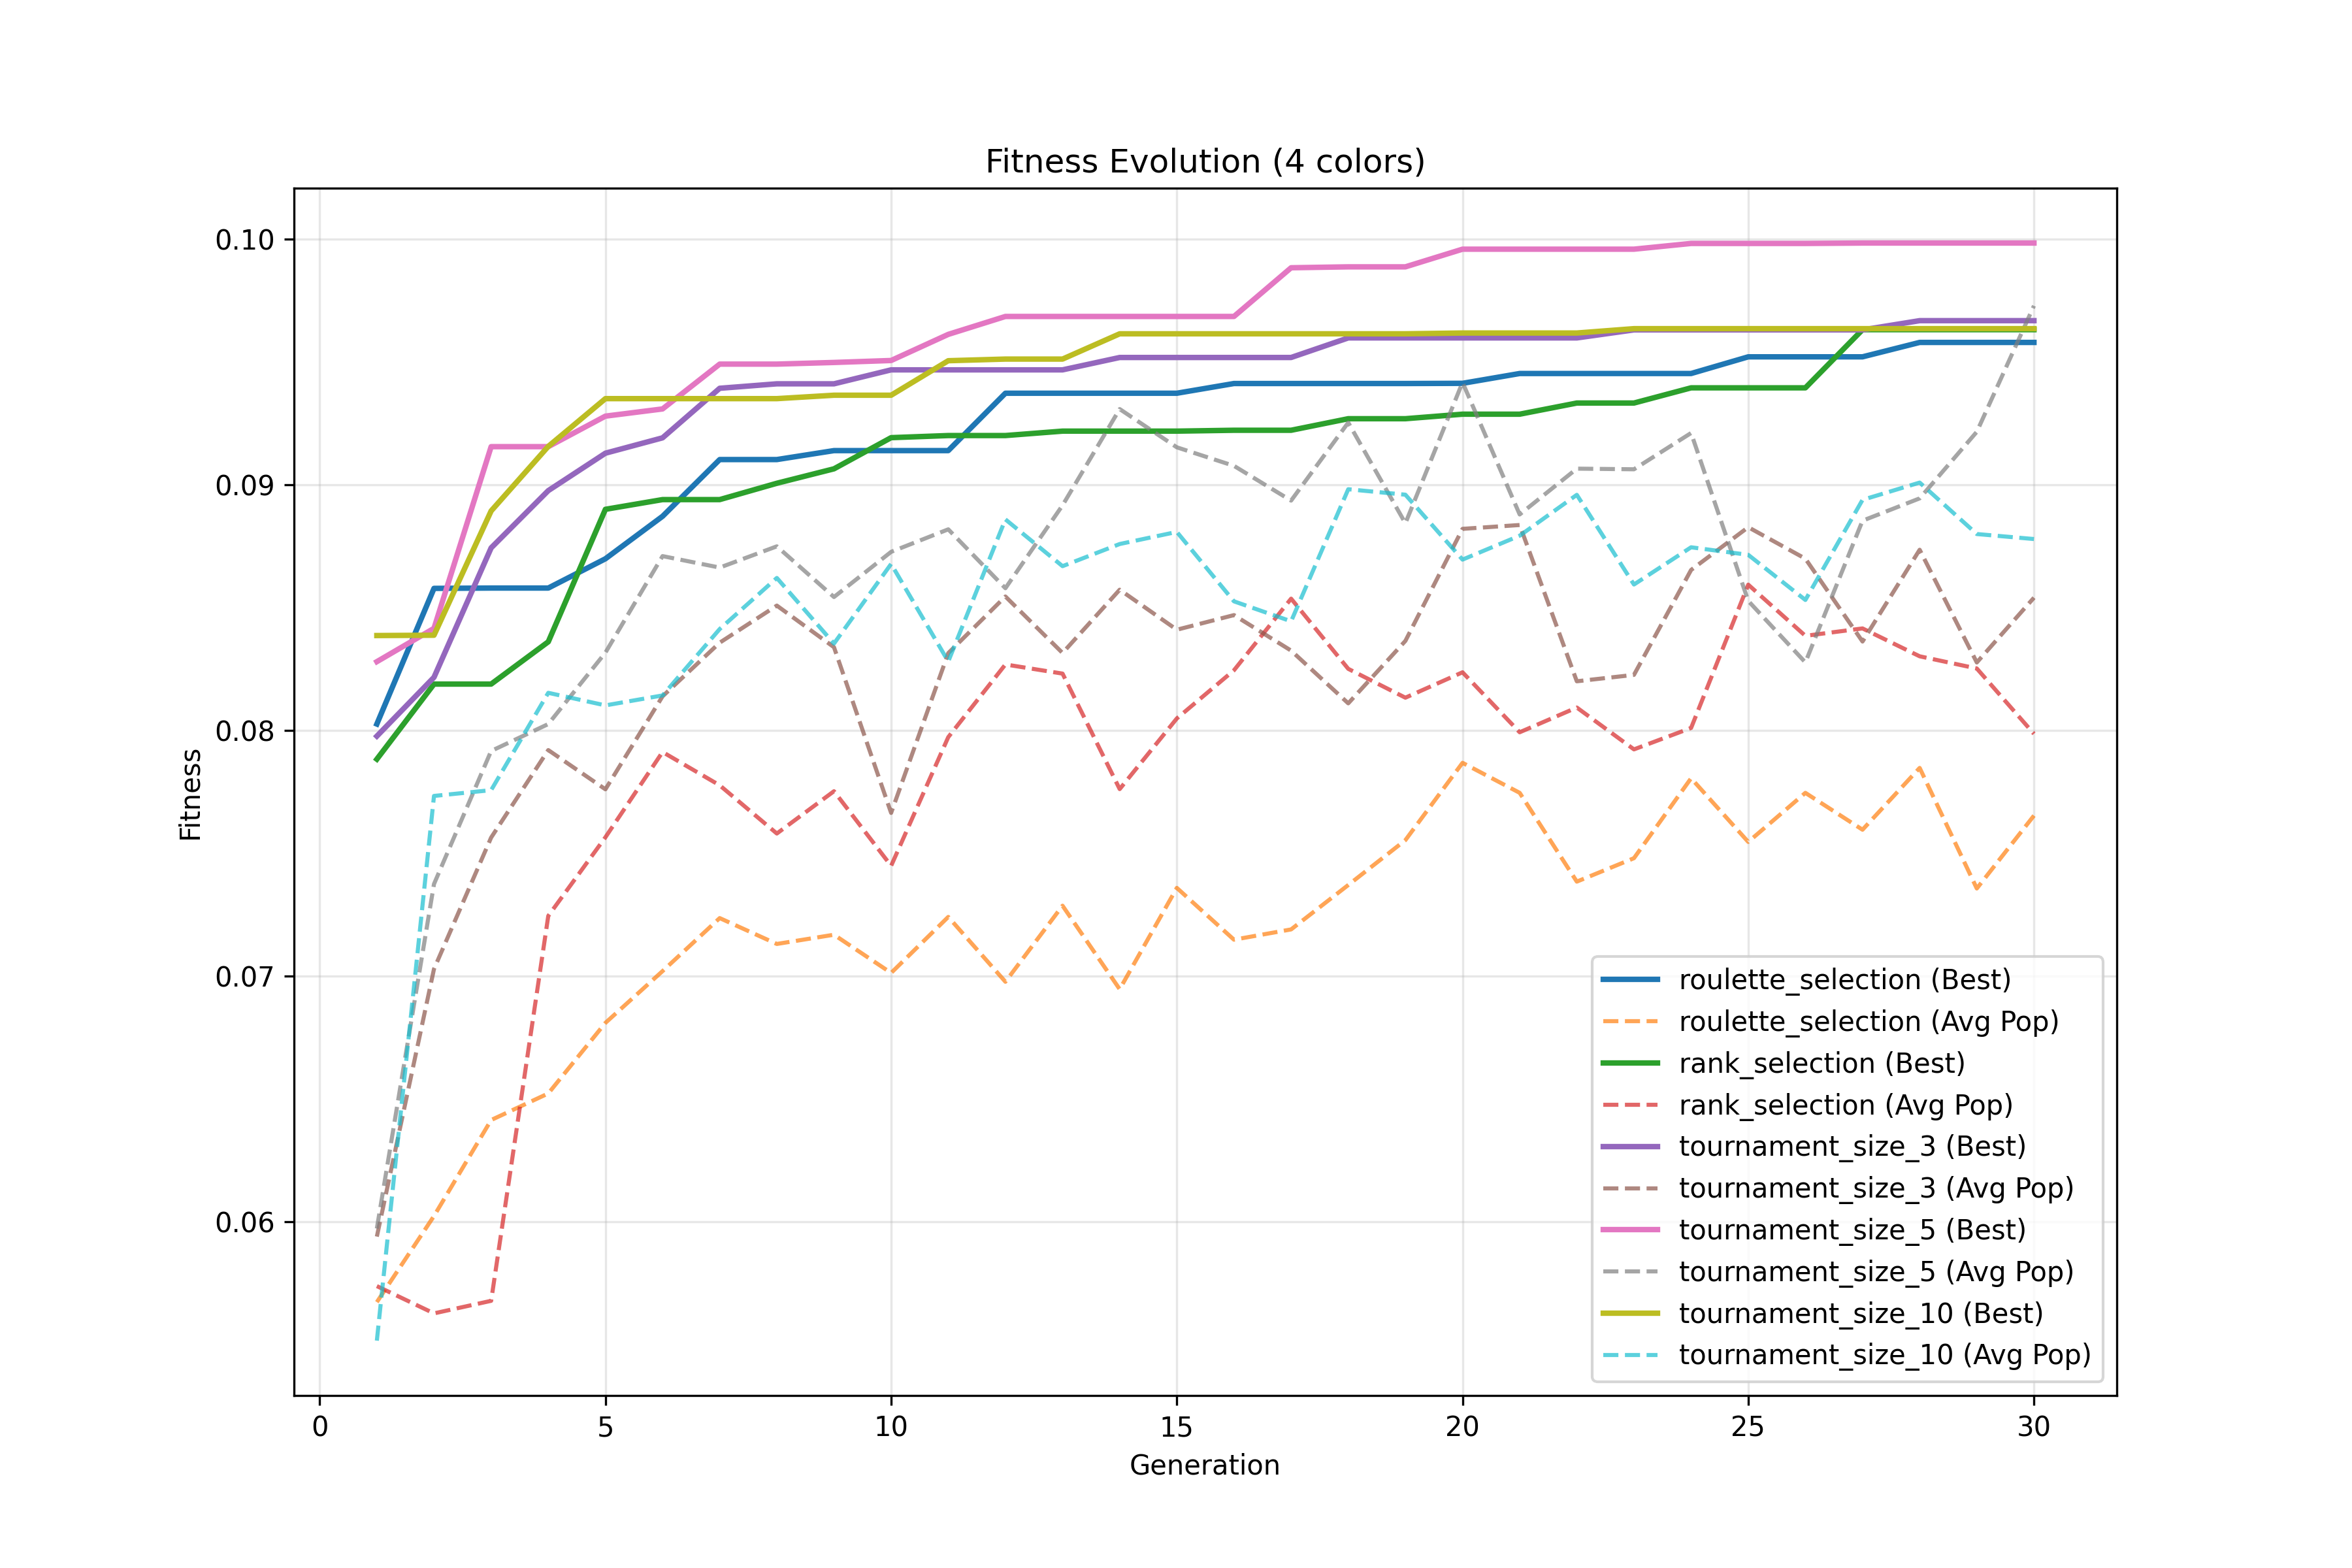 Fitness Evolution (4 colors)
0.10
0.09
0.08
0.07
0.06
Fitness
0
5
10
15
20
25
30
Generation
roulette_selection (Best)
roulette_selection (Avg Pop)
rank_selection (Best)
rank_selection (Avg Pop)
tournament_size_3 (Best)
tournament_size_3 (Avg Pop)
tournament_size_5 (Best)
tournament_size_5 (Avg Pop)
tournament_size_10 (Best)
tournament_size_10 (Avg Pop)